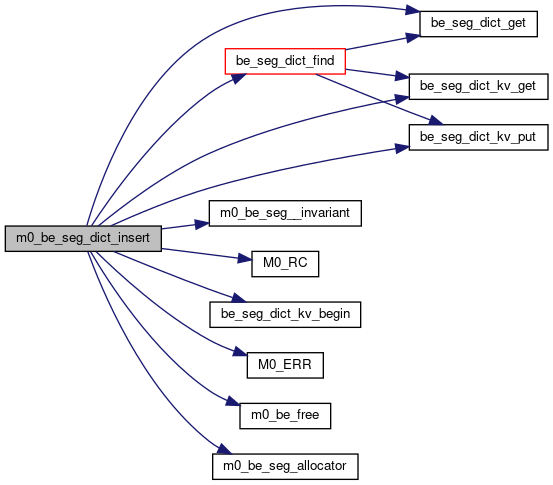 be_seg_dict_get
be_seg_dict_find
be_seg_dict_kv_get
be_seg_dict_kv_put
m0_be_seg__invariant
m0_be_seg_dict_insert
M0_RC
be_seg_dict_kv_begin
M0_ERR
m0_be_free
m0_be_seg_allocator